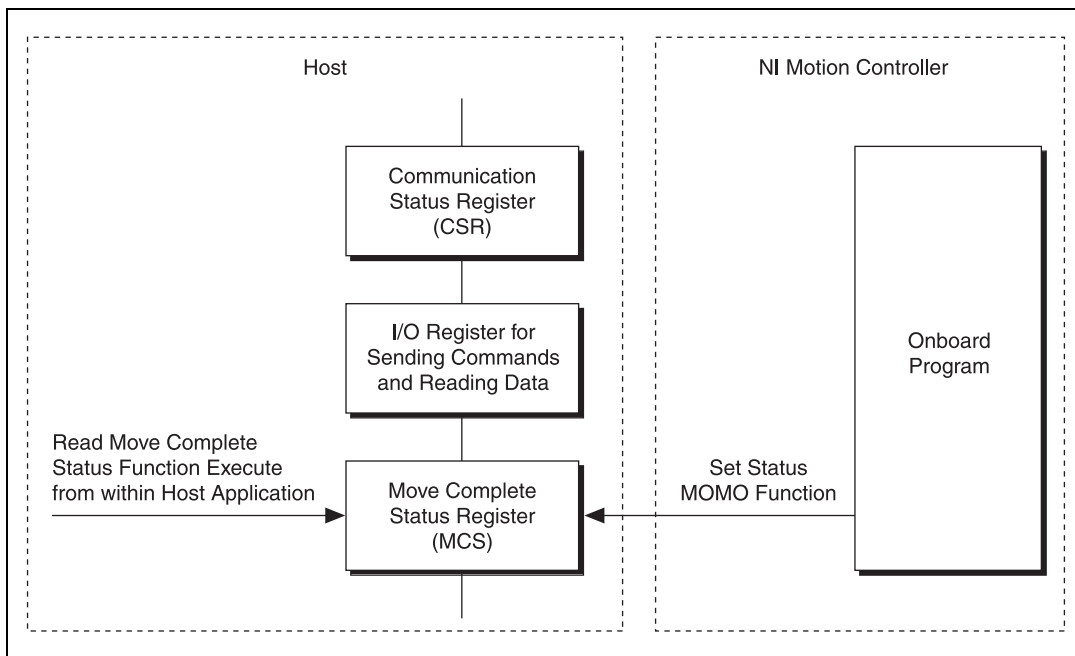 Host
NI Motion Controller
Communication
Status Register
(CSR)
I/O Register for
Sending Commands
and Reading Data
Onboard
Program
Read Move Complete
Status Function Execute
from within Host Application
Move Complete
Status Register
(MCS)
Set Status
MOMO Function